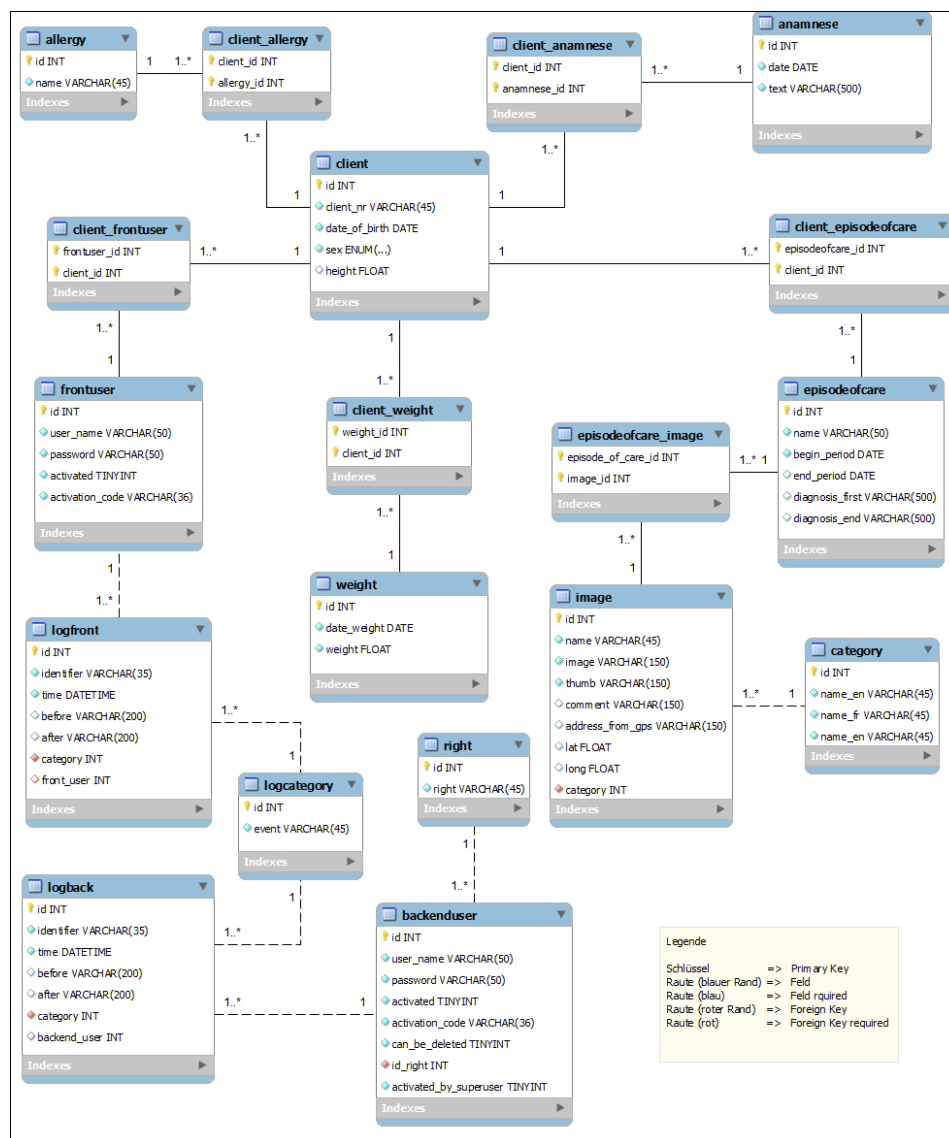 allergy
id INT
name VARCHAR(45)
Indexes
1
1..*
client_allergy
client_id INT
allergy_id INT
Indexes
1..*
1
client_anamnese
client_id INT
anamnese_id INT
Indexes
1..*
1
1..*
1
anamnese
id INT
date DATE
text VARCHAR(500)
Indexes
client
id INT
client_nr VARCHAR(45)
date_of_birth DATE
sex ENUM(...)
height FLOAT
Indexes
client_frontuser
frontuser_id INT
client_id INT
Indexes
1..*
1
1
1..*
client_episodeofcare
episodeofcare_id INT
client_id INT
Indexes
1..*
1
1
1..*
1..*
1
frontuser
id INT
user_name VARCHAR(50)
password VARCHAR(50)
activated TINYINT
activation_code VARCHAR(36)
Indexes
client_weight
weight_id INT
client_id INT
Indexes
episodeofcare_image
episode_of_care_id INT
image_id INT
Indexes
1..*
1
episodeofcare
id INT
name VARCHAR(50)
begin_period DATE
end_period DATE
diagnosis_first VARCHAR(500)
diagnosis_end VARCHAR(500)
Indexes
1
1..*
1..*
1
1..*
1
logfront
id INT
identifier VARCHAR(35)
time DATETIME
before VARCHAR(200)
after VARCHAR(200)
category INT
front_user INT
Indexes
weight
id INT
date_weight DATE
weight FLOAT
Indexes
image
id INT
name VARCHAR(45)
image VARCHAR(150)
thumb VARCHAR(150)
comment VARCHAR(150)
address_from_gps VARCHAR(150)
lat FLOAT
long FLOAT
category INT
Indexes
1..*
1
category
id INT
name_en VARCHAR(45)
name_fr VARCHAR(45)
name_en VARCHAR(45)
Indexes
1..*
1
logcategory
id INT
event VARCHAR(45)
Indexes
1
1..*
right
id INT
right VARCHAR(45)
Indexes
1
1..*
logback
id INT
identifier VARCHAR(35)
time DATETIME
before VARCHAR(200)
after VARCHAR(200)
category INT
backend_user INT
Indexes
1..*
1
backenduser
id INT
user_name VARCHAR(50)
password VARCHAR(50)
activated TINYINT
activation_code VARCHAR(36)
can_be_deleted TINYINT
id_right INT
activated_by_superuser TINYINT
Indexes
Legende
Schlüssel => Primary Key
Raute (blauer Rand) => Feld
Raute (blau) => Feld rquired
Raute (roter Rand) => Foreign Key
Raute (rot) => Foreign Key required